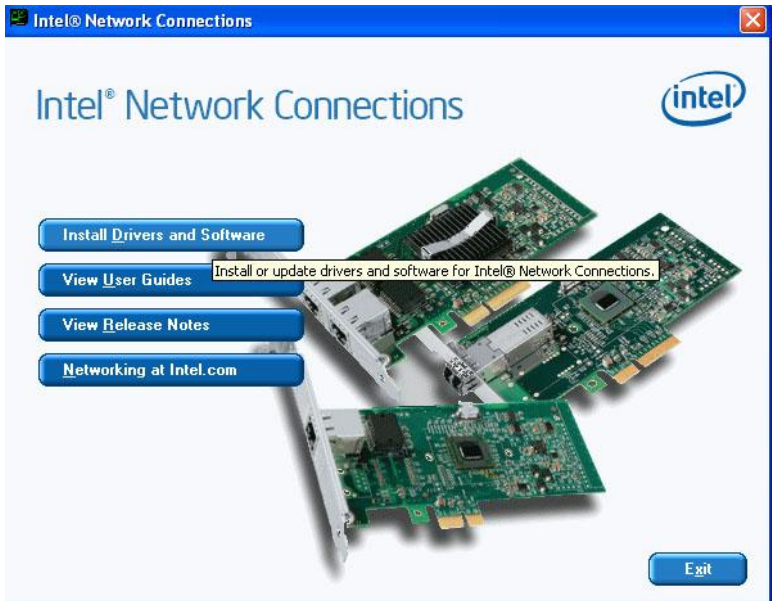 Intel® Network Connections
Intel® Network Connections
intel®
Install Drivers and Software
Install or update drivers and software for Intel® Network Connections.
View User Guides
View Release Notes
Networking at Intel.com
Exit